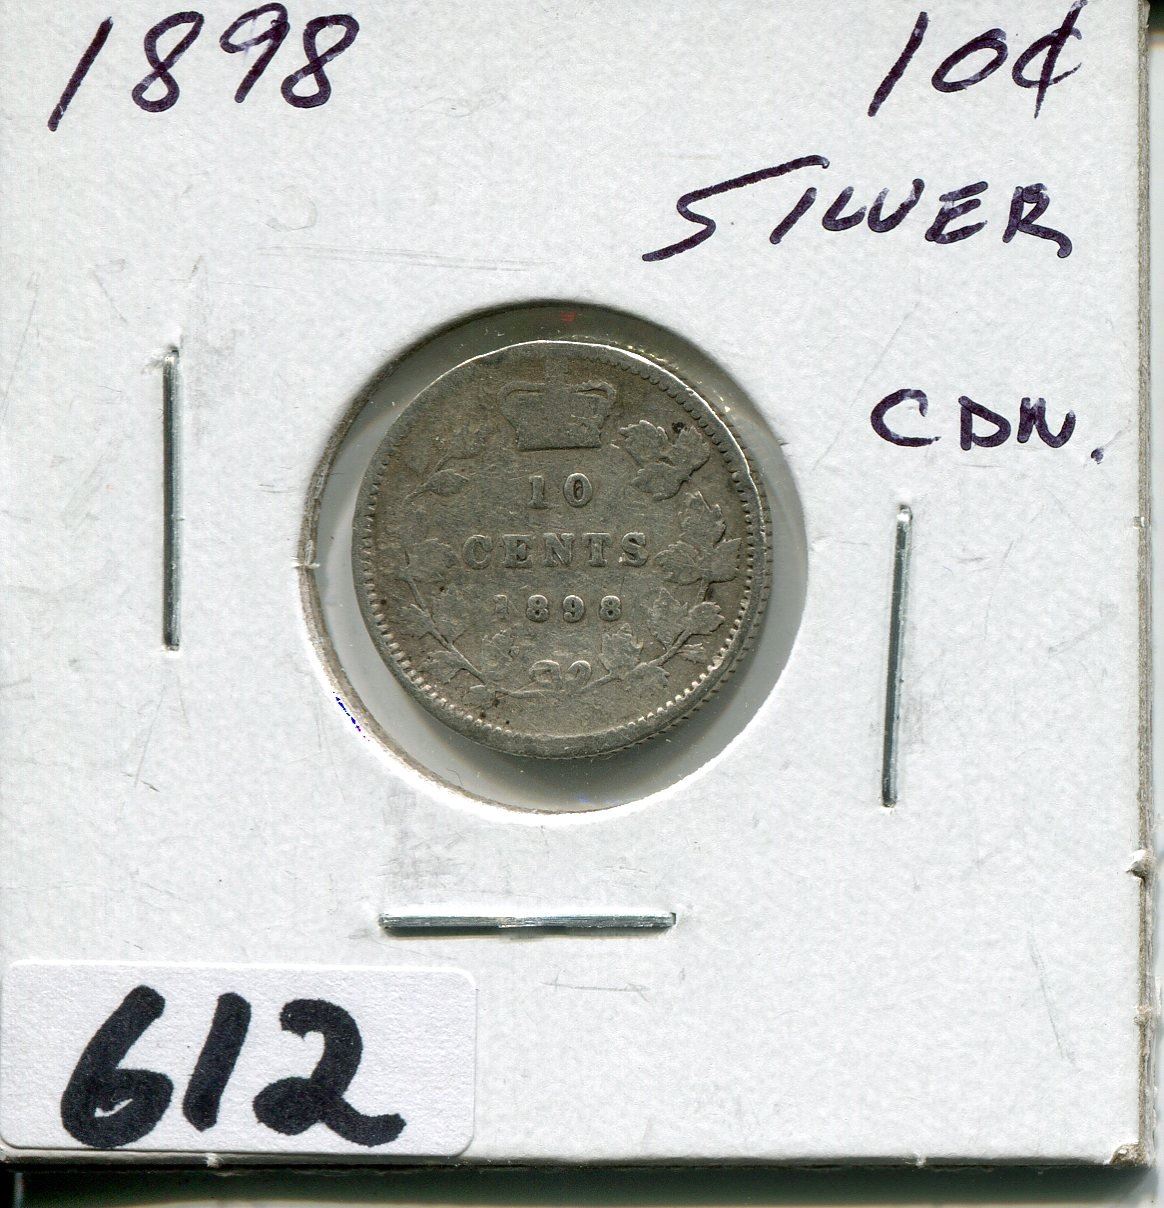 1898 10¢
SILVER
CDN.
10
CENTS
1898
612